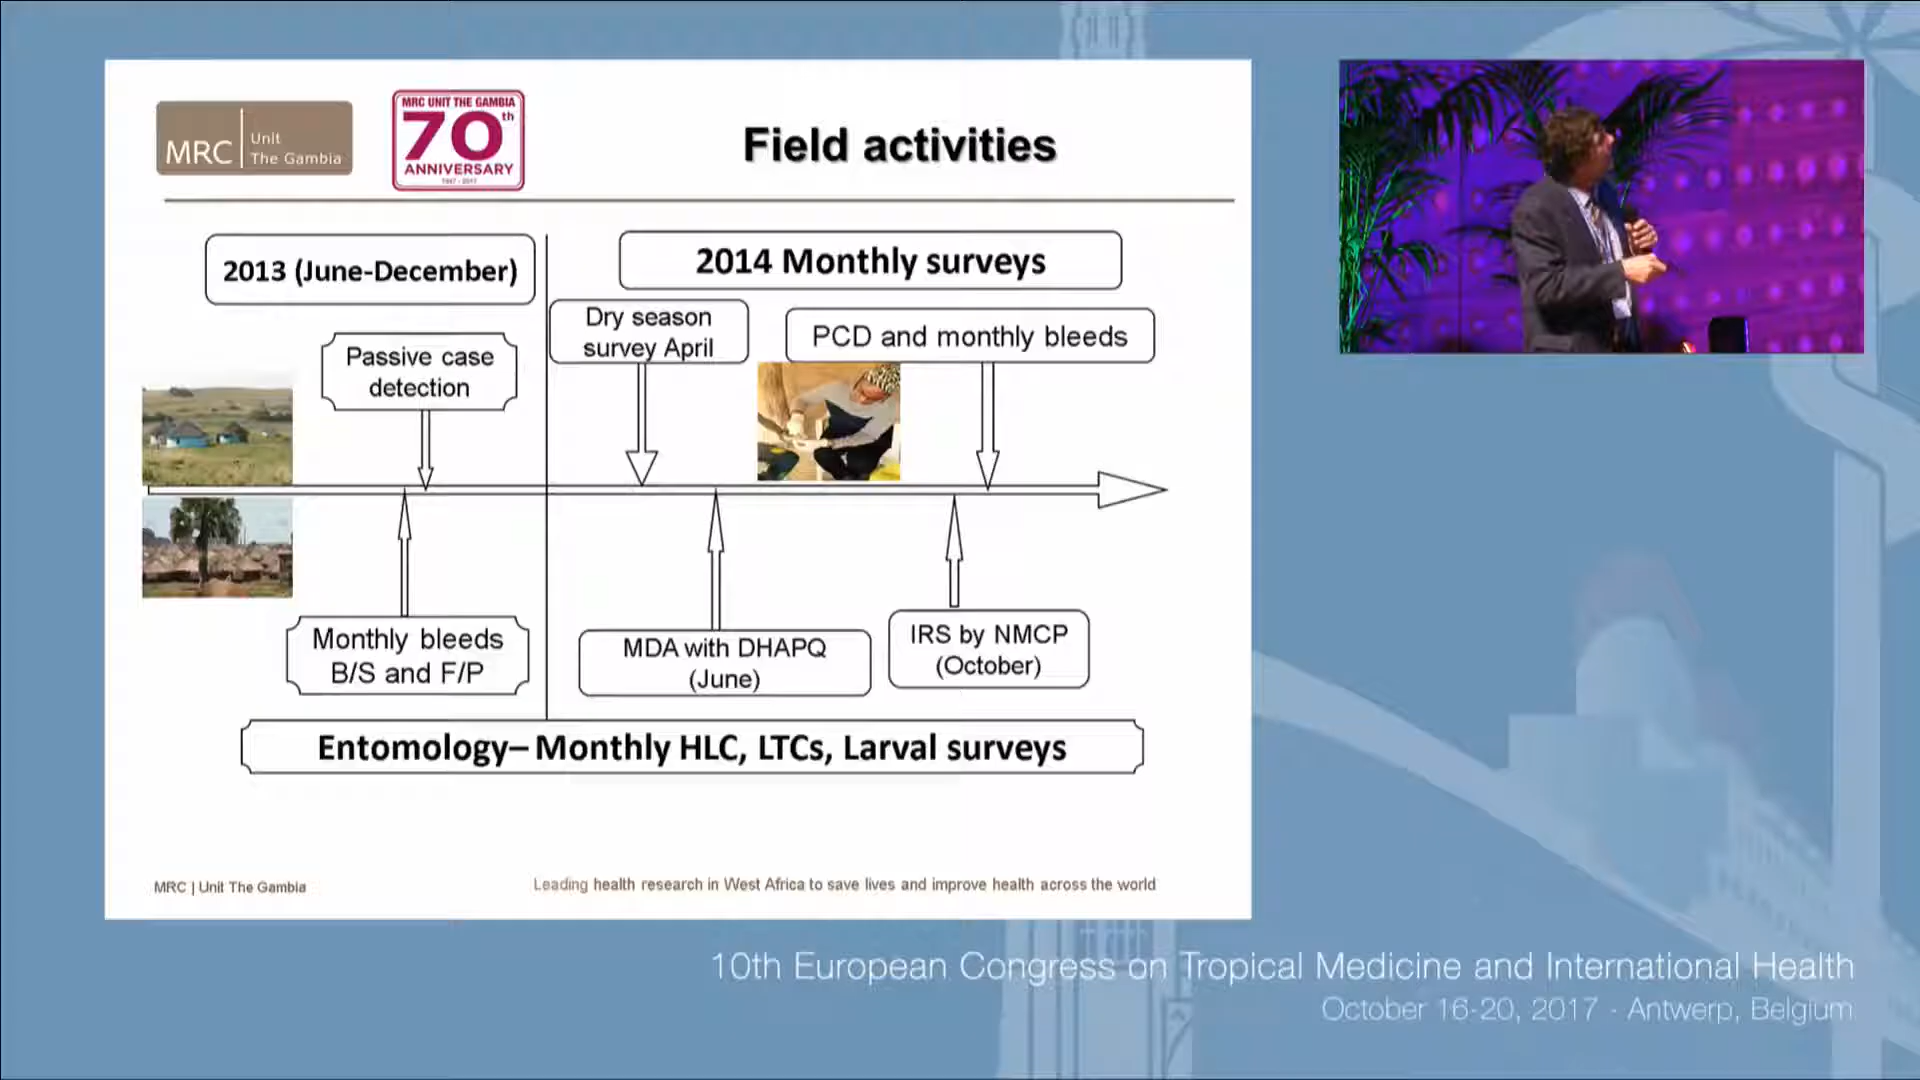 MRC
Unit
The Gambia
MRC UNIT THE GAMBIA
70th
ANNIVERSARY
Field activities
2013 (June-December)
2014 Monthly surveys
Dry season
survey April
PCD and monthly bleeds
Passive case
detection
Monthly bleeds
B/S and F/P
MDA with DHAPQ
(June)
IRS by NMCP
(October)
Entomology– Monthly HLC, LTCs, Larval surveys
MRC | Unit The Gambia
Leading health research in West Africa to save lives and improve health across the world
10th European Congress on Tropical Medicine and International Health
October 16-20, 2017 - Antwerp, Belgium